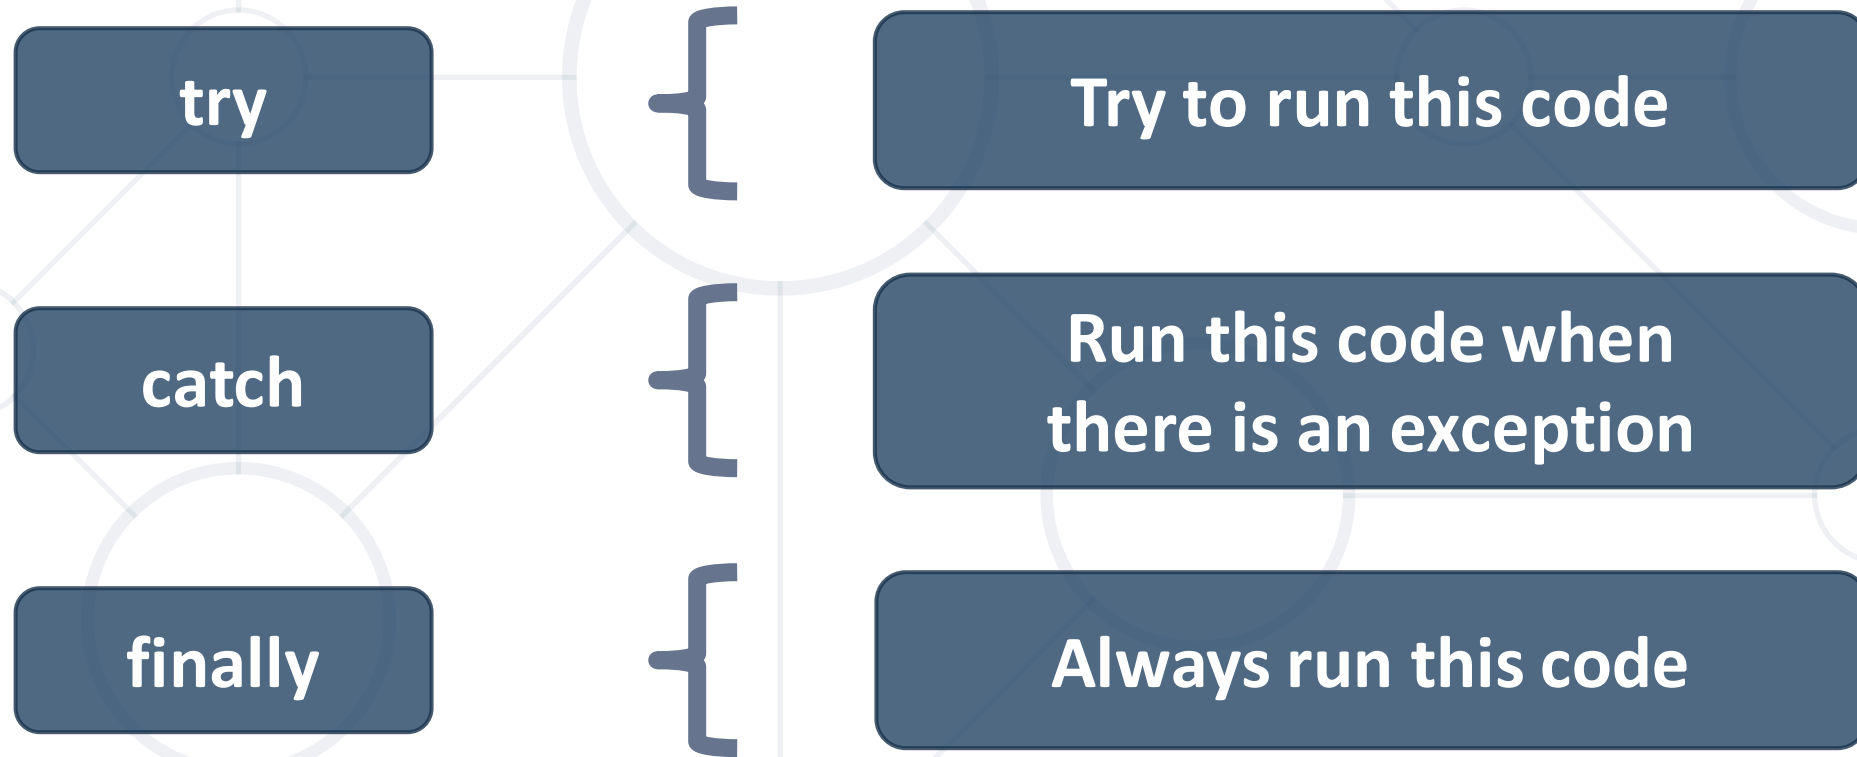 try
Try to run this code
catch
Run this code when
there is an exception
finally
Always run this code